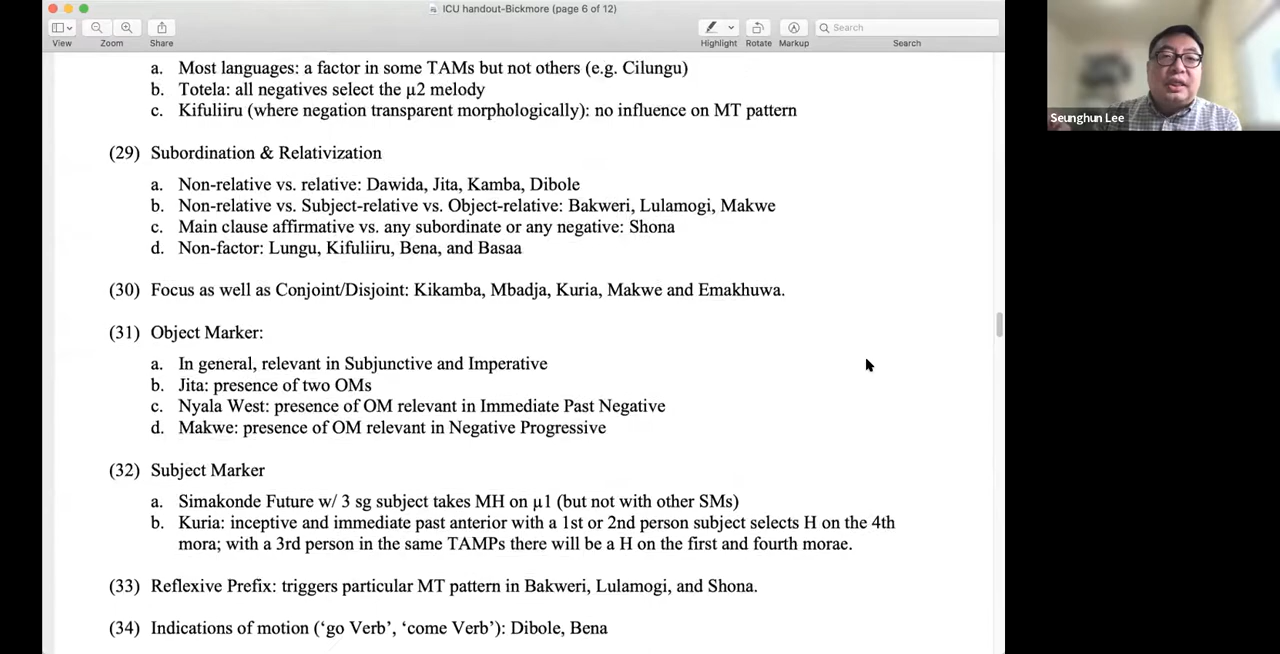 ICU handout-Bickmore (page 6 of 12)
View
Zoom
Share
Highlight
Rotate
Markup
Search
Search
a. Most languages: a factor in some TAMs but not others (e.g. Cilungu)
b. Totela: all negatives select the µ2 melody
c. Kifuliiru (where negation transparent morphologically): no influence on MT pattern
(29) Subordination & Relativization
a. Non-relative vs. relative: Dawida, Jita, Kamba, Dibole
b. Non-relative vs. Subject-relative vs. Object-relative: Bakweri, Lulamogi, Makwe
c. Main clause affirmative vs. any subordinate or any negative: Shona
d. Non-factor: Lungu, Kifuliiru, Bena, and Basaa
(30) Focus as well as Conjoint/Disjoint: Kikamba, Mbadja, Kuria, Makwe and Emakhuwa.
(31) Object Marker:
a. In general, relevant in Subjunctive and Imperative
b. Jita: presence of two OMs
c. Nyala West: presence of OM relevant in Immediate Past Negative
d. Makwe: presence of OM relevant in Negative Progressive
(32) Subject Marker
a. Simakonde Future w/ 3 sg subject takes MH on µ1 (but not with other SMs)
b. Kuria: inceptive and immediate past anterior with a 1st or 2nd person subject selects H on the 4th
mora; with a 3rd person in the same TAMPs there will be a H on the first and fourth morae.
(33) Reflexive Prefix: triggers particular MT pattern in Bakweri, Lulamogi, and Shona.
(34) Indications of motion (‘go Verb’, ‘come Verb’): Dibole, Bena
Seunghun Lee